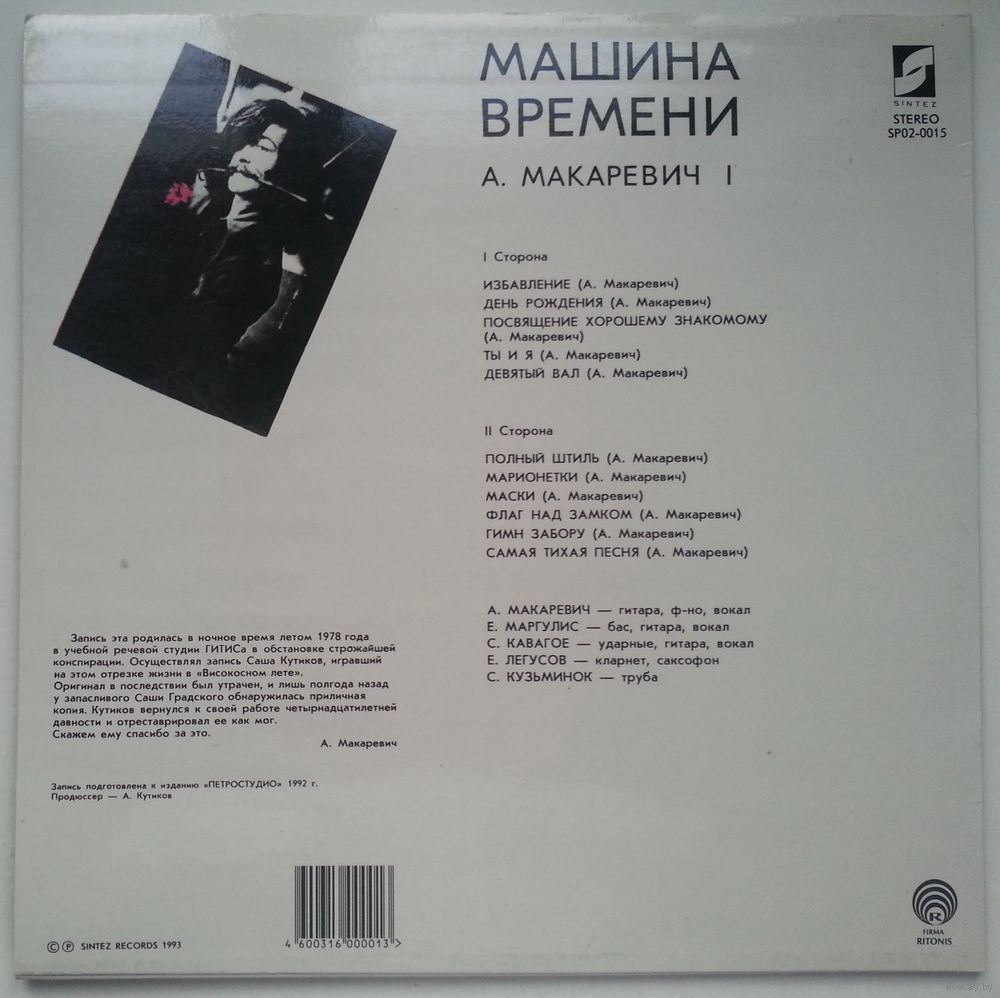 МАШИНА
ВРЕМЕНИ
А. МАКАРЕВИЧ I
SINTEZ
STEREO
SP02-0015
I Сторона
ИЗБАВЛЕНИЕ (А. Макаревич)
ДЕНЬ РОЖДЕНИЯ (А. Макаревич)
ПОСВЯЩЕНИЕ ХОРОШЕМУ ЗНАКОМОМУ
(А. Макаревич)
ТЫ И Я (А. Макаревич)
ДЕВЯТЫЙ ВАЛ (А. Макаревич)
II Сторона
ПОЛНЫЙ ШТИЛЬ (А. Макаревич)
МАРИОНЕТКИ (А. Макаревич)
МАСКИ (А. Макаревич)
ФЛАГ НАД ЗАМКОМ (А. Макаревич)
ГИМН ЗАБОРУ (А. Макаревич)
САМАЯ ТИХАЯ ПЕСНЯ (А. Макаревич)
А. МАКАРЕВИЧ — гитара, ф-но, вокал
Е. МАРГУЛИС — бас, гитара, вокал
С. КАВАГОЕ — ударные, гитара, вокал
Е. ЛЕГУСОВ — кларнет, саксофон
С. КУЗЬМИНОК — труба
Запись эта родилась в ночное время летом 1978 года
в учебной речевой студии ГИТИСа в обстановке строжайшей
конспирации. Осуществлял запись Саша Кутиков, игравший
на этом отрезке жизни в «Високосном лете».
Оригинал в последствии был утрачен, и лишь полгода назад
у запасливого Саши Градского обнаружилась приличная
копия. Кутиков вернулся к своей работе четырнадцатилетней
давности и отреставрировал ее как мог.
Скажем ему спасибо за это.
А. Макаревич
Запись подготовлена к изданию «ПЕТРОСТУДИО» 1992 г.
Продюссер — А. Кутиков
© Ⓟ SINTEZ RECORDS 1993
4 600316 000013 >
R
FIRMA
RITONIS
www.ay.by